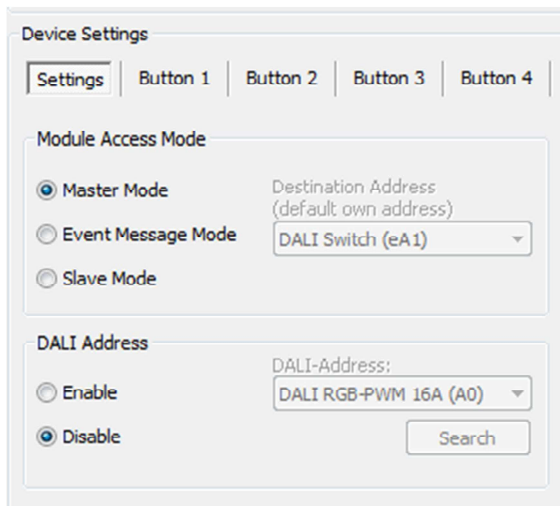 Device Settings
Settings Button 1 Button 2 Button 3 Button 4
Module Access Mode
Master Mode
Event Message Mode
Slave Mode
Destination Address
(default own address)
DALI Switch (eA1)
DALI Address
Enable
Disable
DALI-Address:
DALI RGB-PWM 16A (A0)
Search